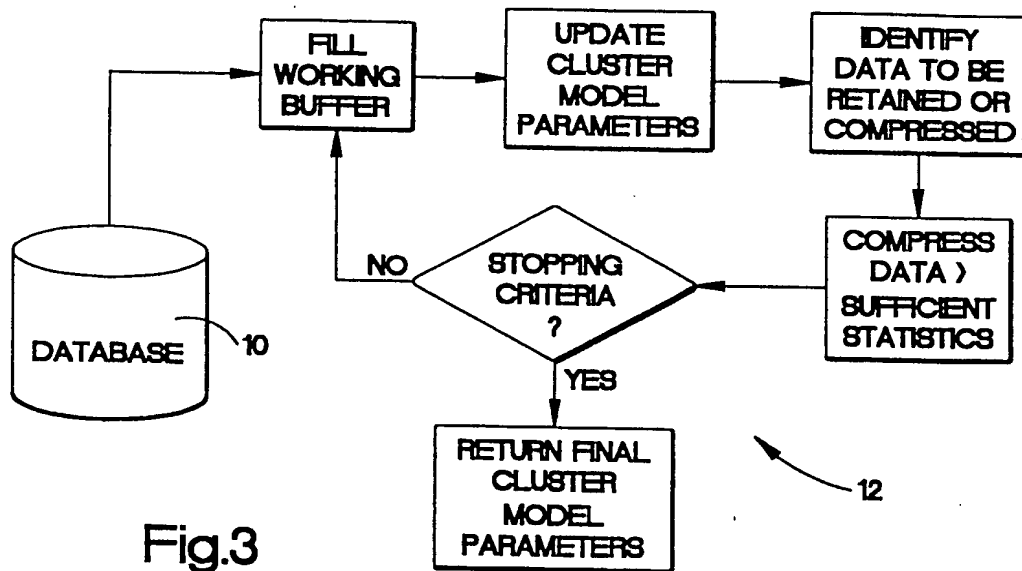 FILL
WORKING
BUFFER
UPDATE
CLUSTER
MODEL
PARAMETERS
IDENTIFY
DATA TO BE
RETAINED OR
COMPRESSED
COMPRESS
DATA >
SUFFICIENT
STATISTICS
STOPPING
CRITERIA
?
NO
YES
DATABASE
10
RETURN FINAL
CLUSTER
MODEL
PARAMETERS
12
Fig.3